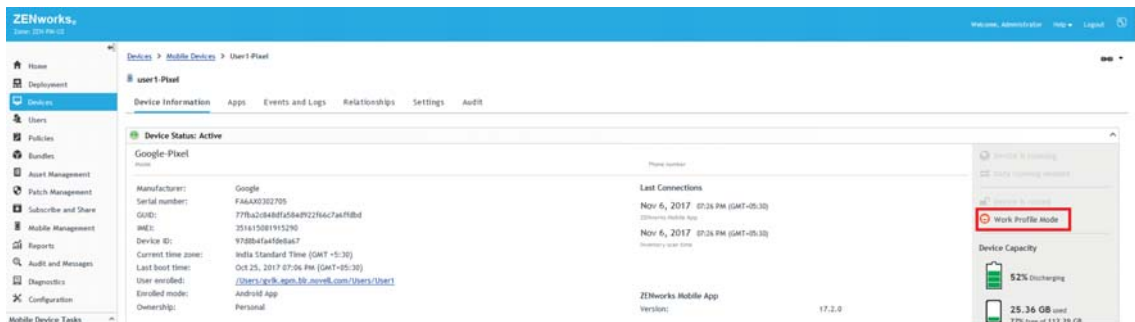 ZENworks.
Zone: ZEN-PM-02
Welcome, Administrator Help Logout
Devices > Mobile Devices > User1-Pixel
Home
user1-Pixel
Deployment
Devices
Device Information Apps Events and Logs Relationships Settings Audit
Users
Policies
Device Status: Active
Bundles
Google-Pixel
Asset Management
Model
Phone number
Patch Management
Manufacturer: Google
Last Connections
Subscribe and Share
Serial number: FA6AX0302705
Nov 6, 2017 07:26 PM (GMT+05:30)
Work Profile Mode
Mobile Management
ZENworks Mobile App
IMEI: 351615081915290
Nov 6, 2017 07:26 PM (GMT+05:30)
Reports
Device ID:
Inventory scan time
Device Capacity
Audit and Messages
Current time zone: India Standard Time (GMT +5:30)
Diagnostics
Last boot time: Oct 25, 2017 07:06 PM (GMT+05:30)
52% Discharging
User enrolled: /Users/gvlk.epm.blr.novell.com/Users/User1
Configuration
Enrolled mode: Android App
ZENworks Mobile App
Ownership: Personal
Version: 17.2.0
25.36 GB used
Mobile Device Tasks